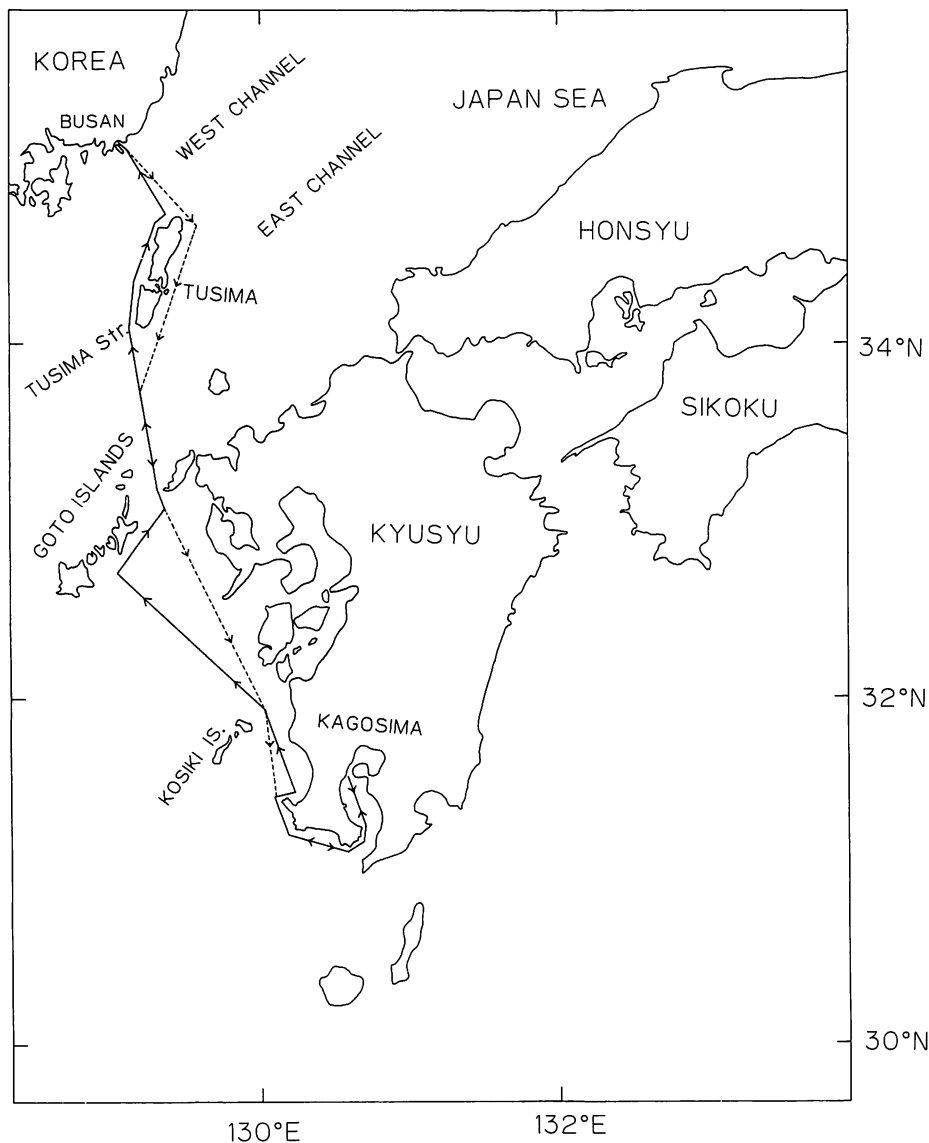 KOREA
WEST CHANNEL
JAPAN SEA
BUSAN
EAST CHANNEL
HONSYU
TUSIMA
TUSIMA Str.
34°N
SIKOKU
GOTO ISLANDS
KYUSYU
32°N
KAGOSIMA
KOSIKI IS.
30°N
130°E
132°E